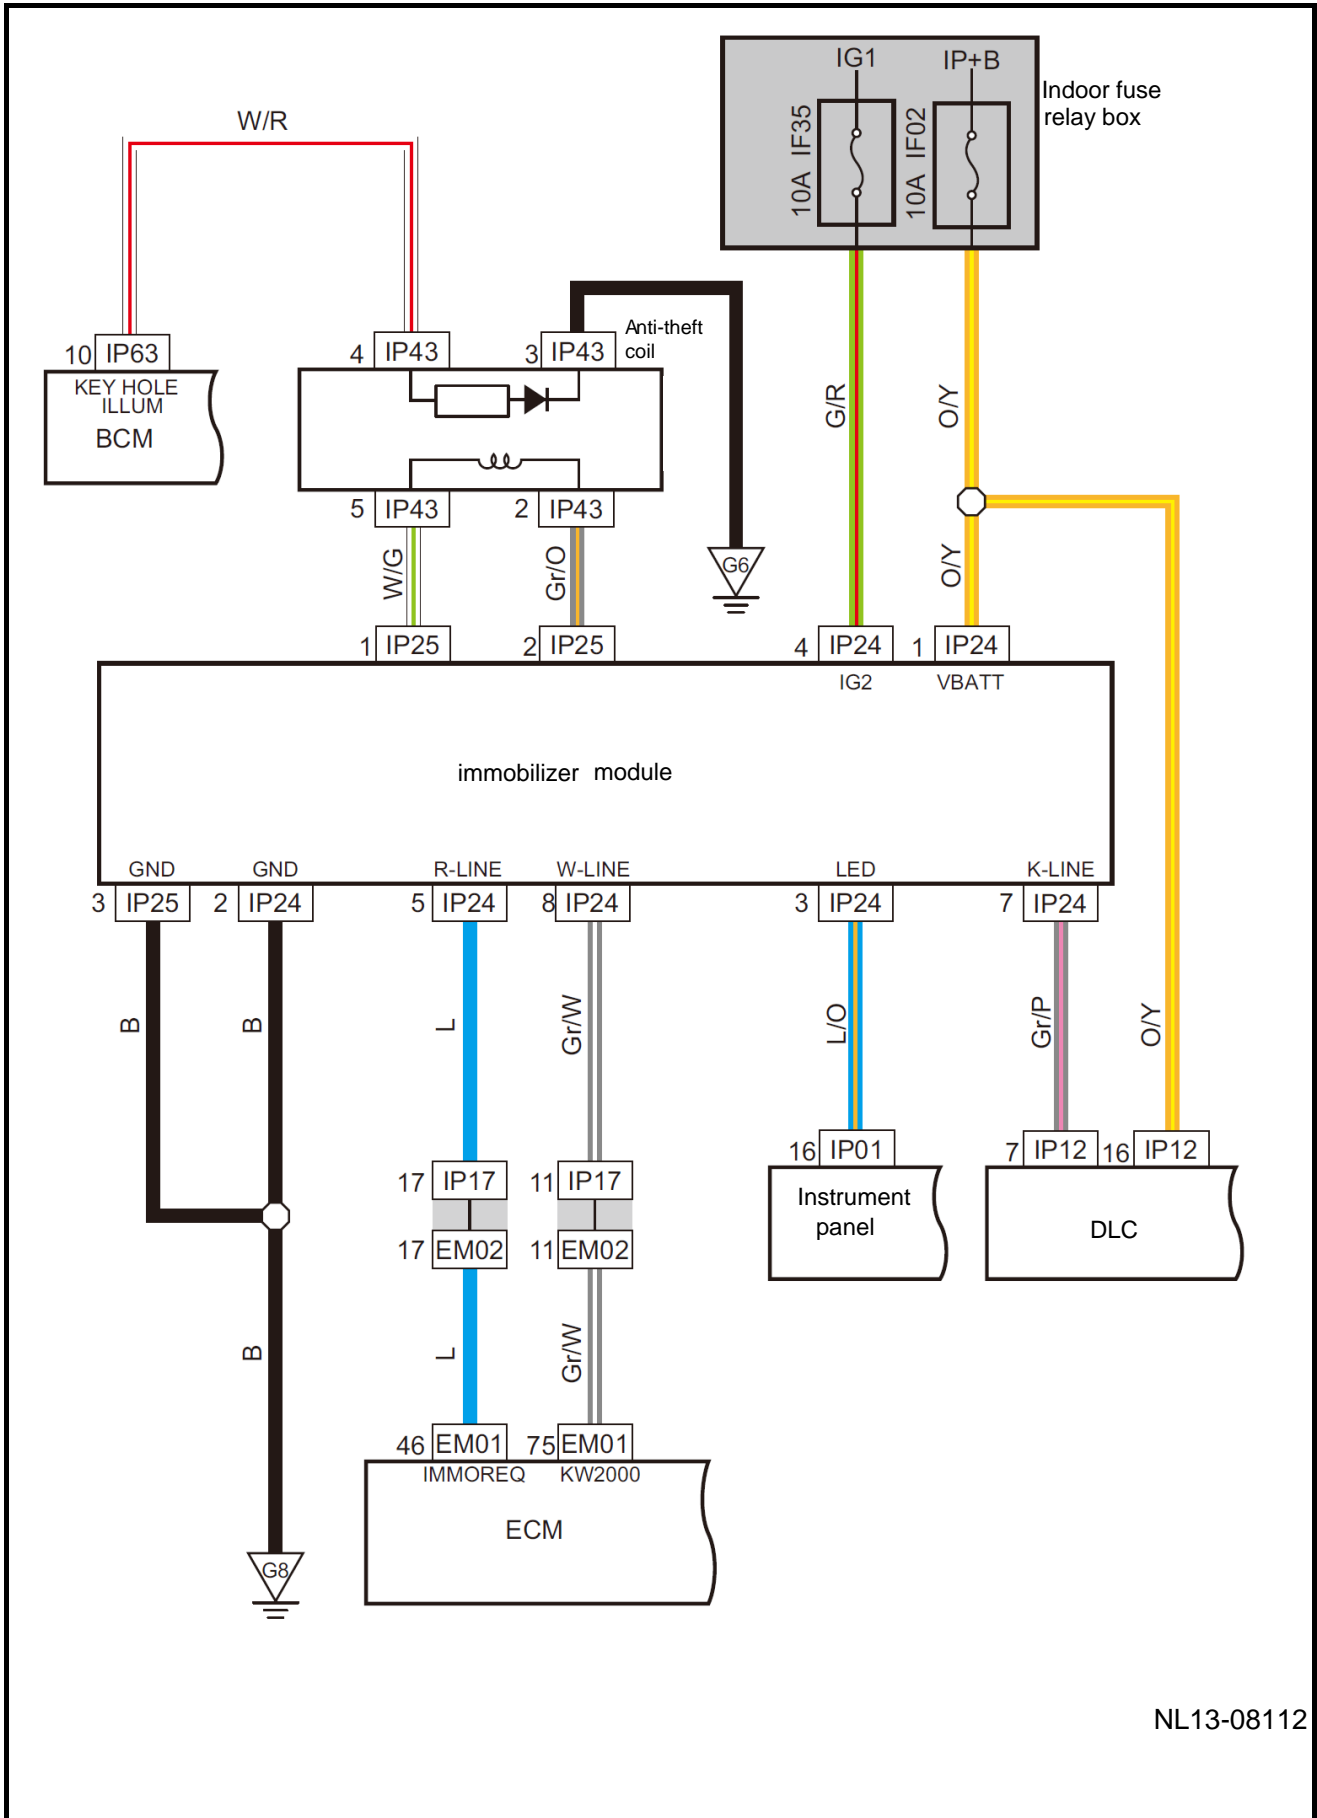 IG1 IP+B
Indoor fuse
relay box
10A IF35
10A IF02
W/R
Anti-theft
coil
10 IP63
4 IP43
3 IP43
KEY HOLE
ILLUM
BCM
G/R
O/Y
5 IP43
2 IP43
W/G
Gr/O
G6
O/Y
1 IP25
2 IP25
4 IP24
1 IP24
IG2
VBATT
immobilizer module
GND
GND
R-LINE
W-LINE
LED
K-LINE
3 IP25
2 IP24
5 IP24
8 IP24
3 IP24
7 IP24
B
B
L
Gr/W
L/O
Gr/P
O/Y
16 IP01
7 IP12
16 IP12
17 IP17
11 IP17
Instrument
panel
DLC
17 EM02
11 EM02
B
L
Gr/W
46 EM01
75 EM01
IMMOREQ
KW2000
ECM
G8
NL13-08112